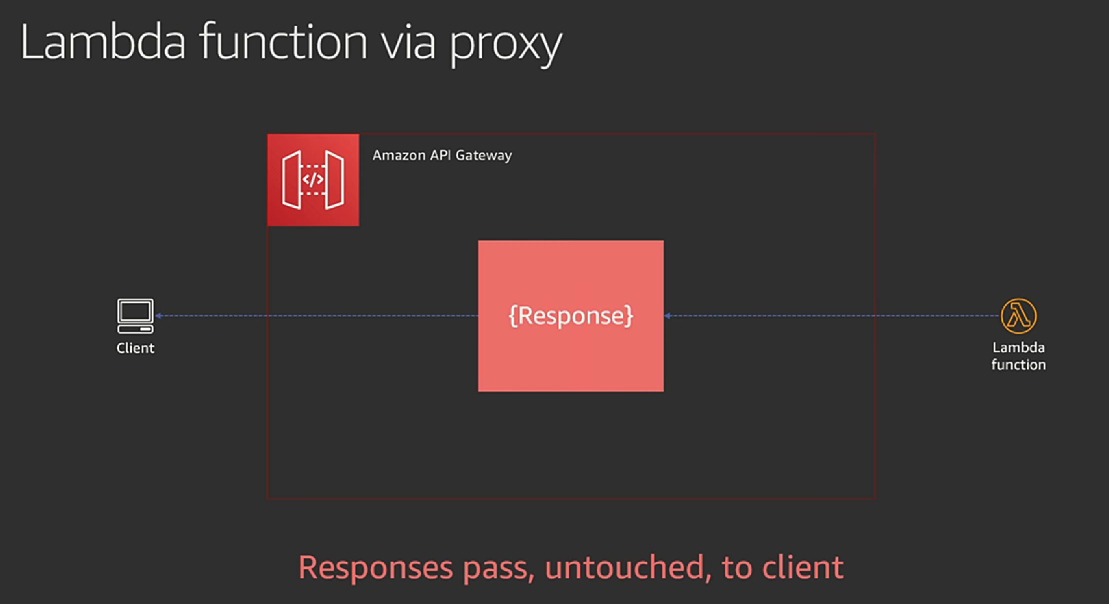 Lambda function via proxy
Amazon API Gateway
</>
{Response}
Client
Lambda
function
Responses pass, untouched, to client